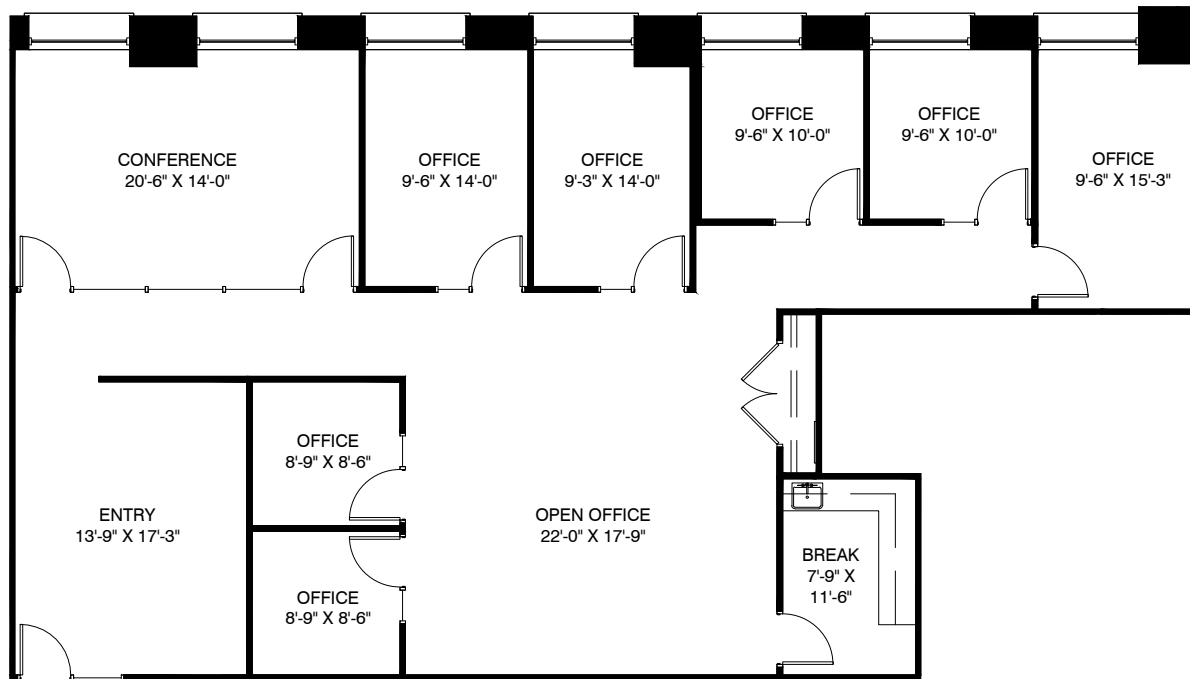 CONFERENCE
20'-6" X 14'-0"
OFFICE
9'-6" X 14'-0"
OFFICE
9'-3" X 14'-0"
OFFICE
9'-6" X 10'-0"
OFFICE
9'-6" X 10'-0"
OFFICE
9'-6" X 15'-3"
OFFICE
8'-9" X 8'-6"
ENTRY
13'-9" X 17'-3"
OPEN OFFICE
22'-0" X 17'-9"
BREAK
7'-9" X
11'-6"
OFFICE
8'-9" X 8'-6"